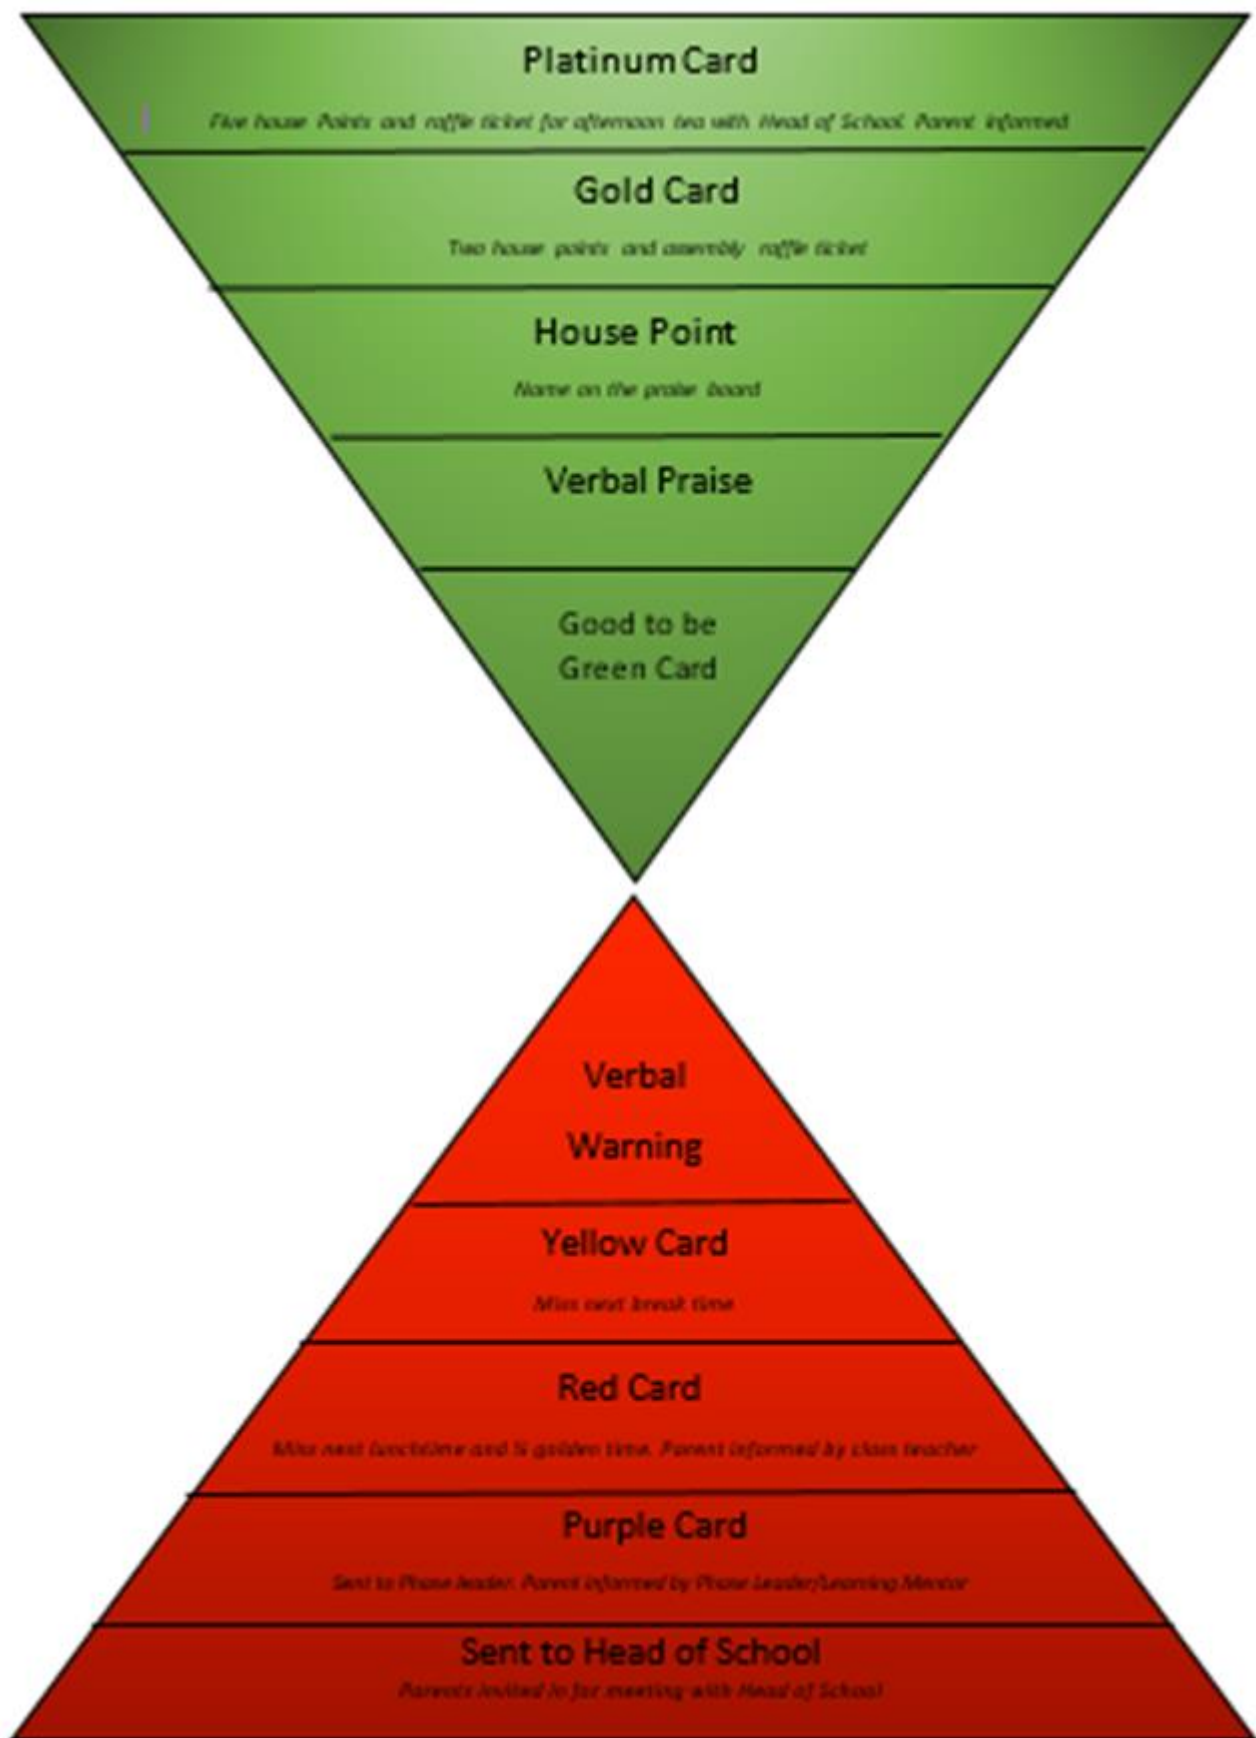 Platinum Card
Five house Points and raffle ticket for afternoon tea with Head of School. Parent informed
Gold Card
Two house points and assembly raffle ticket
House Point
Name on the praise board
Verbal Praise
Good to be
Green Card
Verbal
Warning
Yellow Card
Miss next break time
Red Card
Miss next lunchtime and ½ golden time. Parent informed by class teacher
Purple Card
Sent to Phase leader. Parent informed by Phase Leader/Learning Mentor
Sent to Head of School
Parents invited in for meeting with Head of School